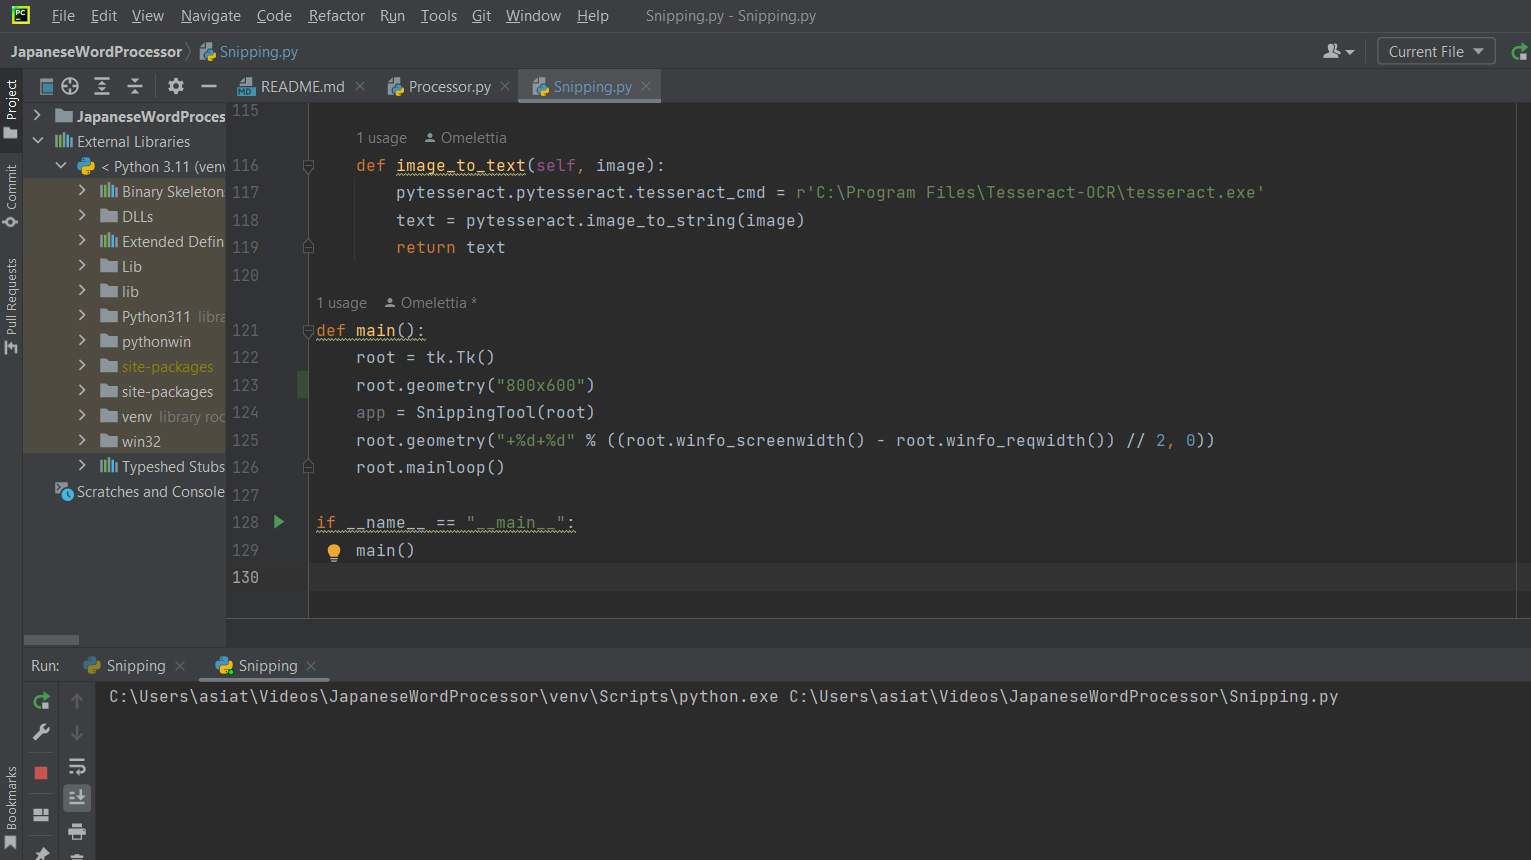 PC
File Edit View Navigate Code Refactor Run Tools Git Window Help Snipping.py - Snipping.py
JapaneseWordProcessor Snipping.py Current File
README.md Processor.py Snipping.py
Project
Commit
Pull Requests
Bookmarks
JapaneseWordProces
External Libraries
< Python 3.11 (venv
Binary Skeleton
DLLs
Extended Defin
Lib
lib
Python311 libra
pythonwin
site-packages
site-packages
venv library roo
win32
Typeshed Stubs
Scratches and Console
115
1 usage Omelettia
116 def image_to_text(self, image):
117 pytesseract.pytesseract.tesseract_cmd = r'C:\Program Files\Tesseract-OCR\tesseract.exe'
118 text = pytesseract.image_to_string(image)
119 return text
120
1 usage Omelettia *
121 def main():
122 root = tk.Tk()
123 root.geometry("800x600")
124 app = SnippingTool(root)
125 root.geometry("+%d+%d" % ((root.winfo_screenwidth() - root.winfo_reqwidth()) // 2, 0))
126 root.mainloop()
127
128 if __name__ == "__main__":
129 main()
130
Run: Snipping Snipping
C:\Users\asiat\Videos\JapaneseWordProcessor\venv\Scripts\python.exe C:\Users\asiat\Videos\JapaneseWordProcessor\Snipping.py